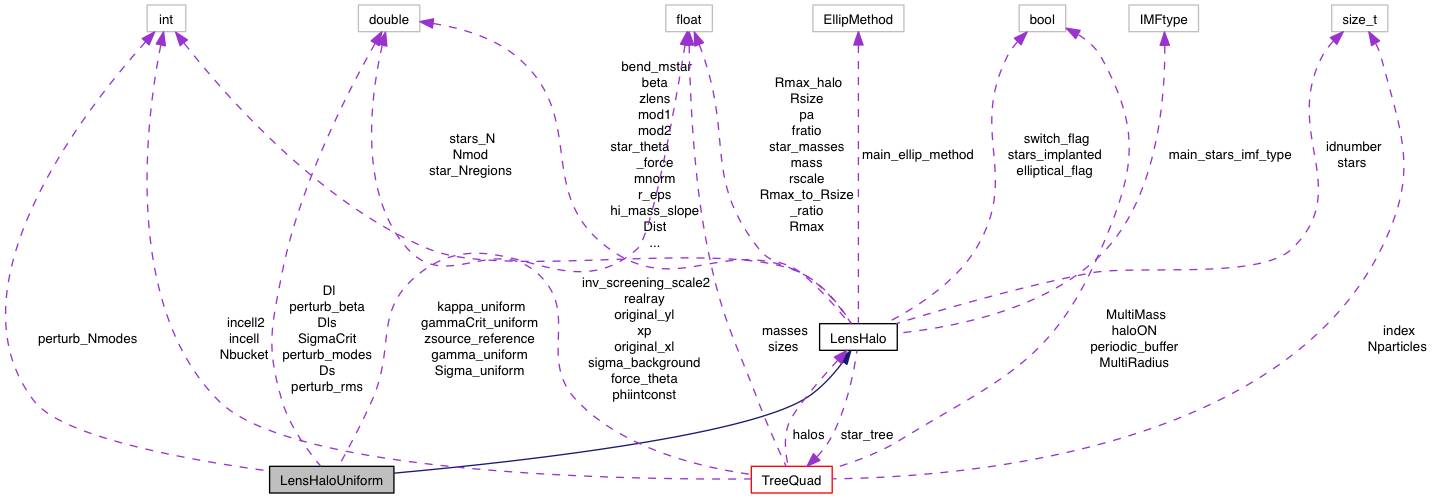 int
double
float
EllipMethod
bool
IMFtype
size_t
bend_mstar
beta
zlens
mod1
mod2
star_theta
_force
mnorm
r_eps
hi_mass_slope
Dist
...
Rmax_halo
Rsize
pa
fratio
star_masses
mass
rscale
Rmax_to_Rsize
_ratio
Rmax
stars_N
Nmod
star_Nregions
main_ellip_method
switch_flag
stars_implanted
elliptical_flag
main_stars_imf_type
idnumber
stars
perturb_Nmodes
incell2
incell
Nbucket
Dl
perturb_beta
Dls
SigmaCrit
perturb_modes
Ds
perturb_rms
kappa_uniform
gammaCrit_uniform
zsource_reference
gamma_uniform
Sigma_uniform
inv_screening_scale2
realray
original_yl
xp
original_xl
sigma_background
force_theta
phiintconst
masses
sizes
LensHalo
MultiMass
haloON
periodic_buffer
MultiRadius
index
Nparticles
halos
star_tree
LensHaloUniform
TreeQuad